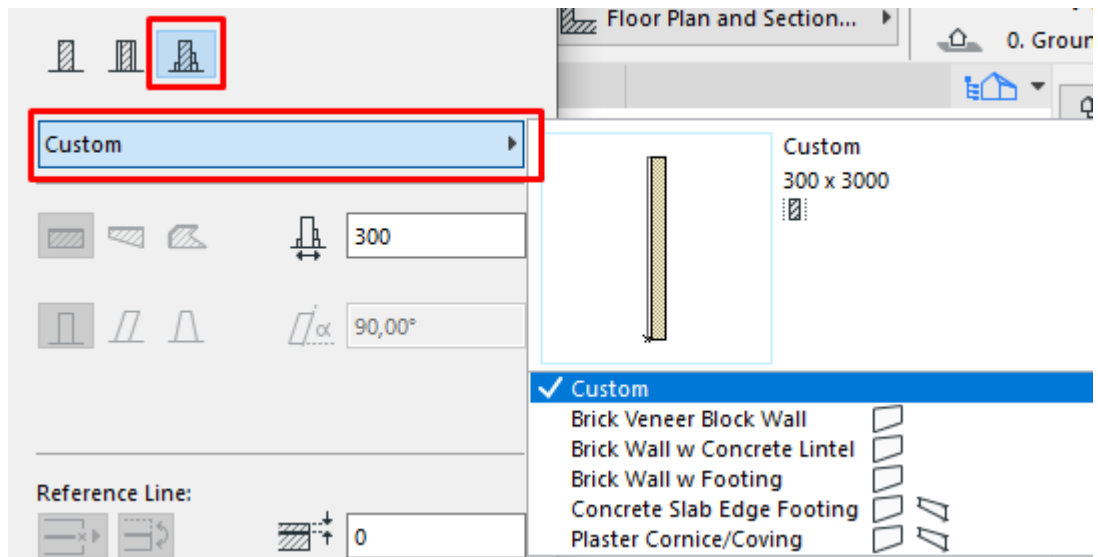 Floor Plan and Section...
0. Groun
Custom
Custom
300 x 3000
300
α 90,00°
Custom
Brick Veneer Block Wall
Brick Wall w Concrete Lintel
Brick Wall w Footing
Concrete Slab Edge Footing
Plaster Cornice/Coving
Reference Line:
0